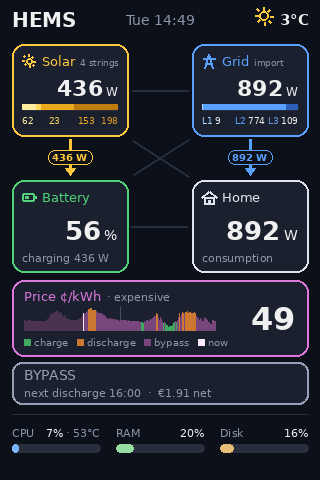 HEMS Tue 14:49 3°C
Solar 4 strings
436 W
62 23 153 198
Grid import
892 W
L1 9 L2 774 L3 109
436 W
892 W
Battery
56 %
charging 436 W
Home
892 W
consumption
Price ¢/kWh · expensive
49
charge discharge bypass now
BYPASS
next discharge 16:00 · €1.91 net
CPU 7% · 53°C RAM 20% Disk 16%